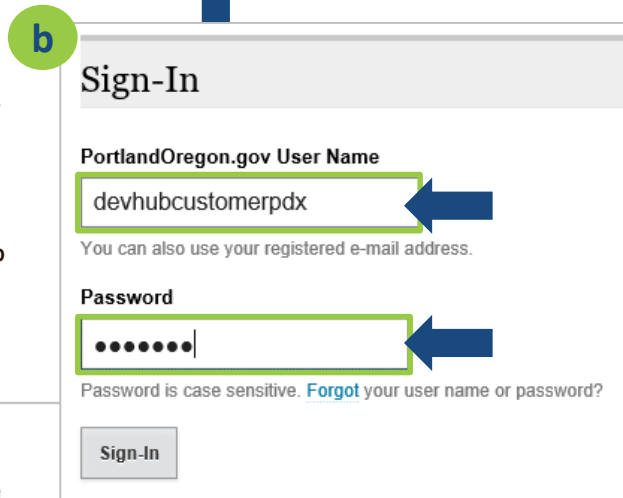 b
Sign-In
PortlandOregon.gov User Name
devhubcustomerpdx
You can also use your registered e-mail address.
Password
●●●●●●●
Password is case sensitive. Forgot your user name or password?
Sign-In